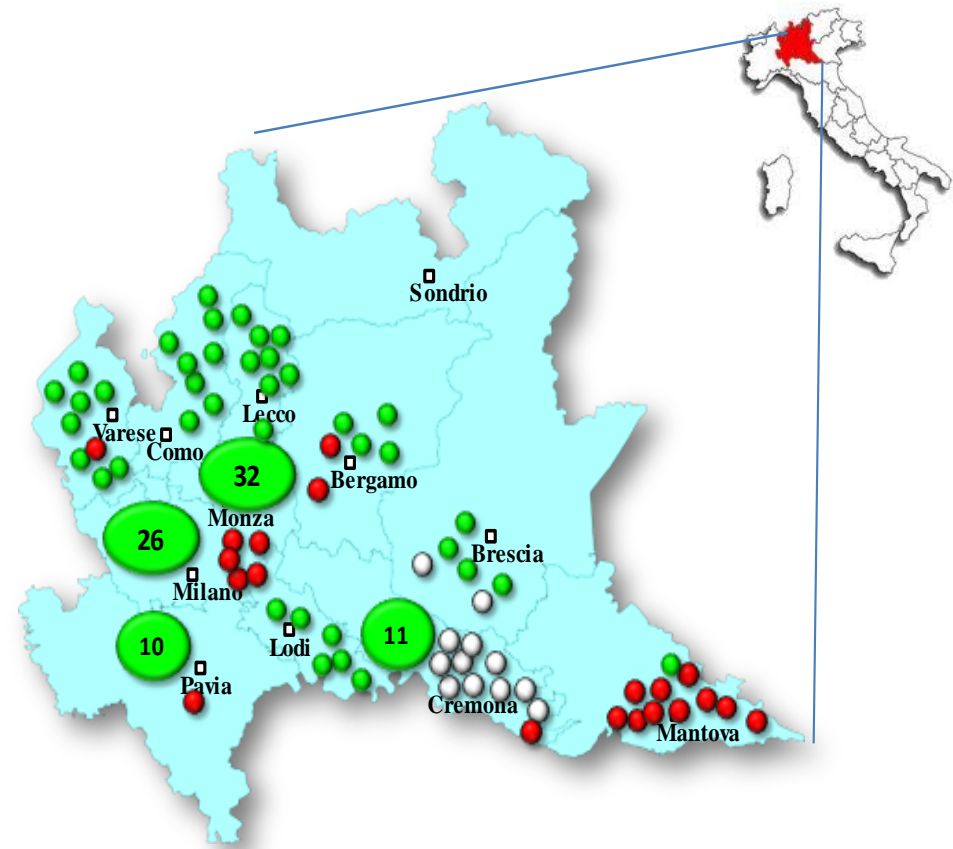 Sondrio
Lecco
Varese
Como
32
Bergamo
Monza
26
Brescia
Milano
11
10
Lodi
Pavia
Cremona
Mantova